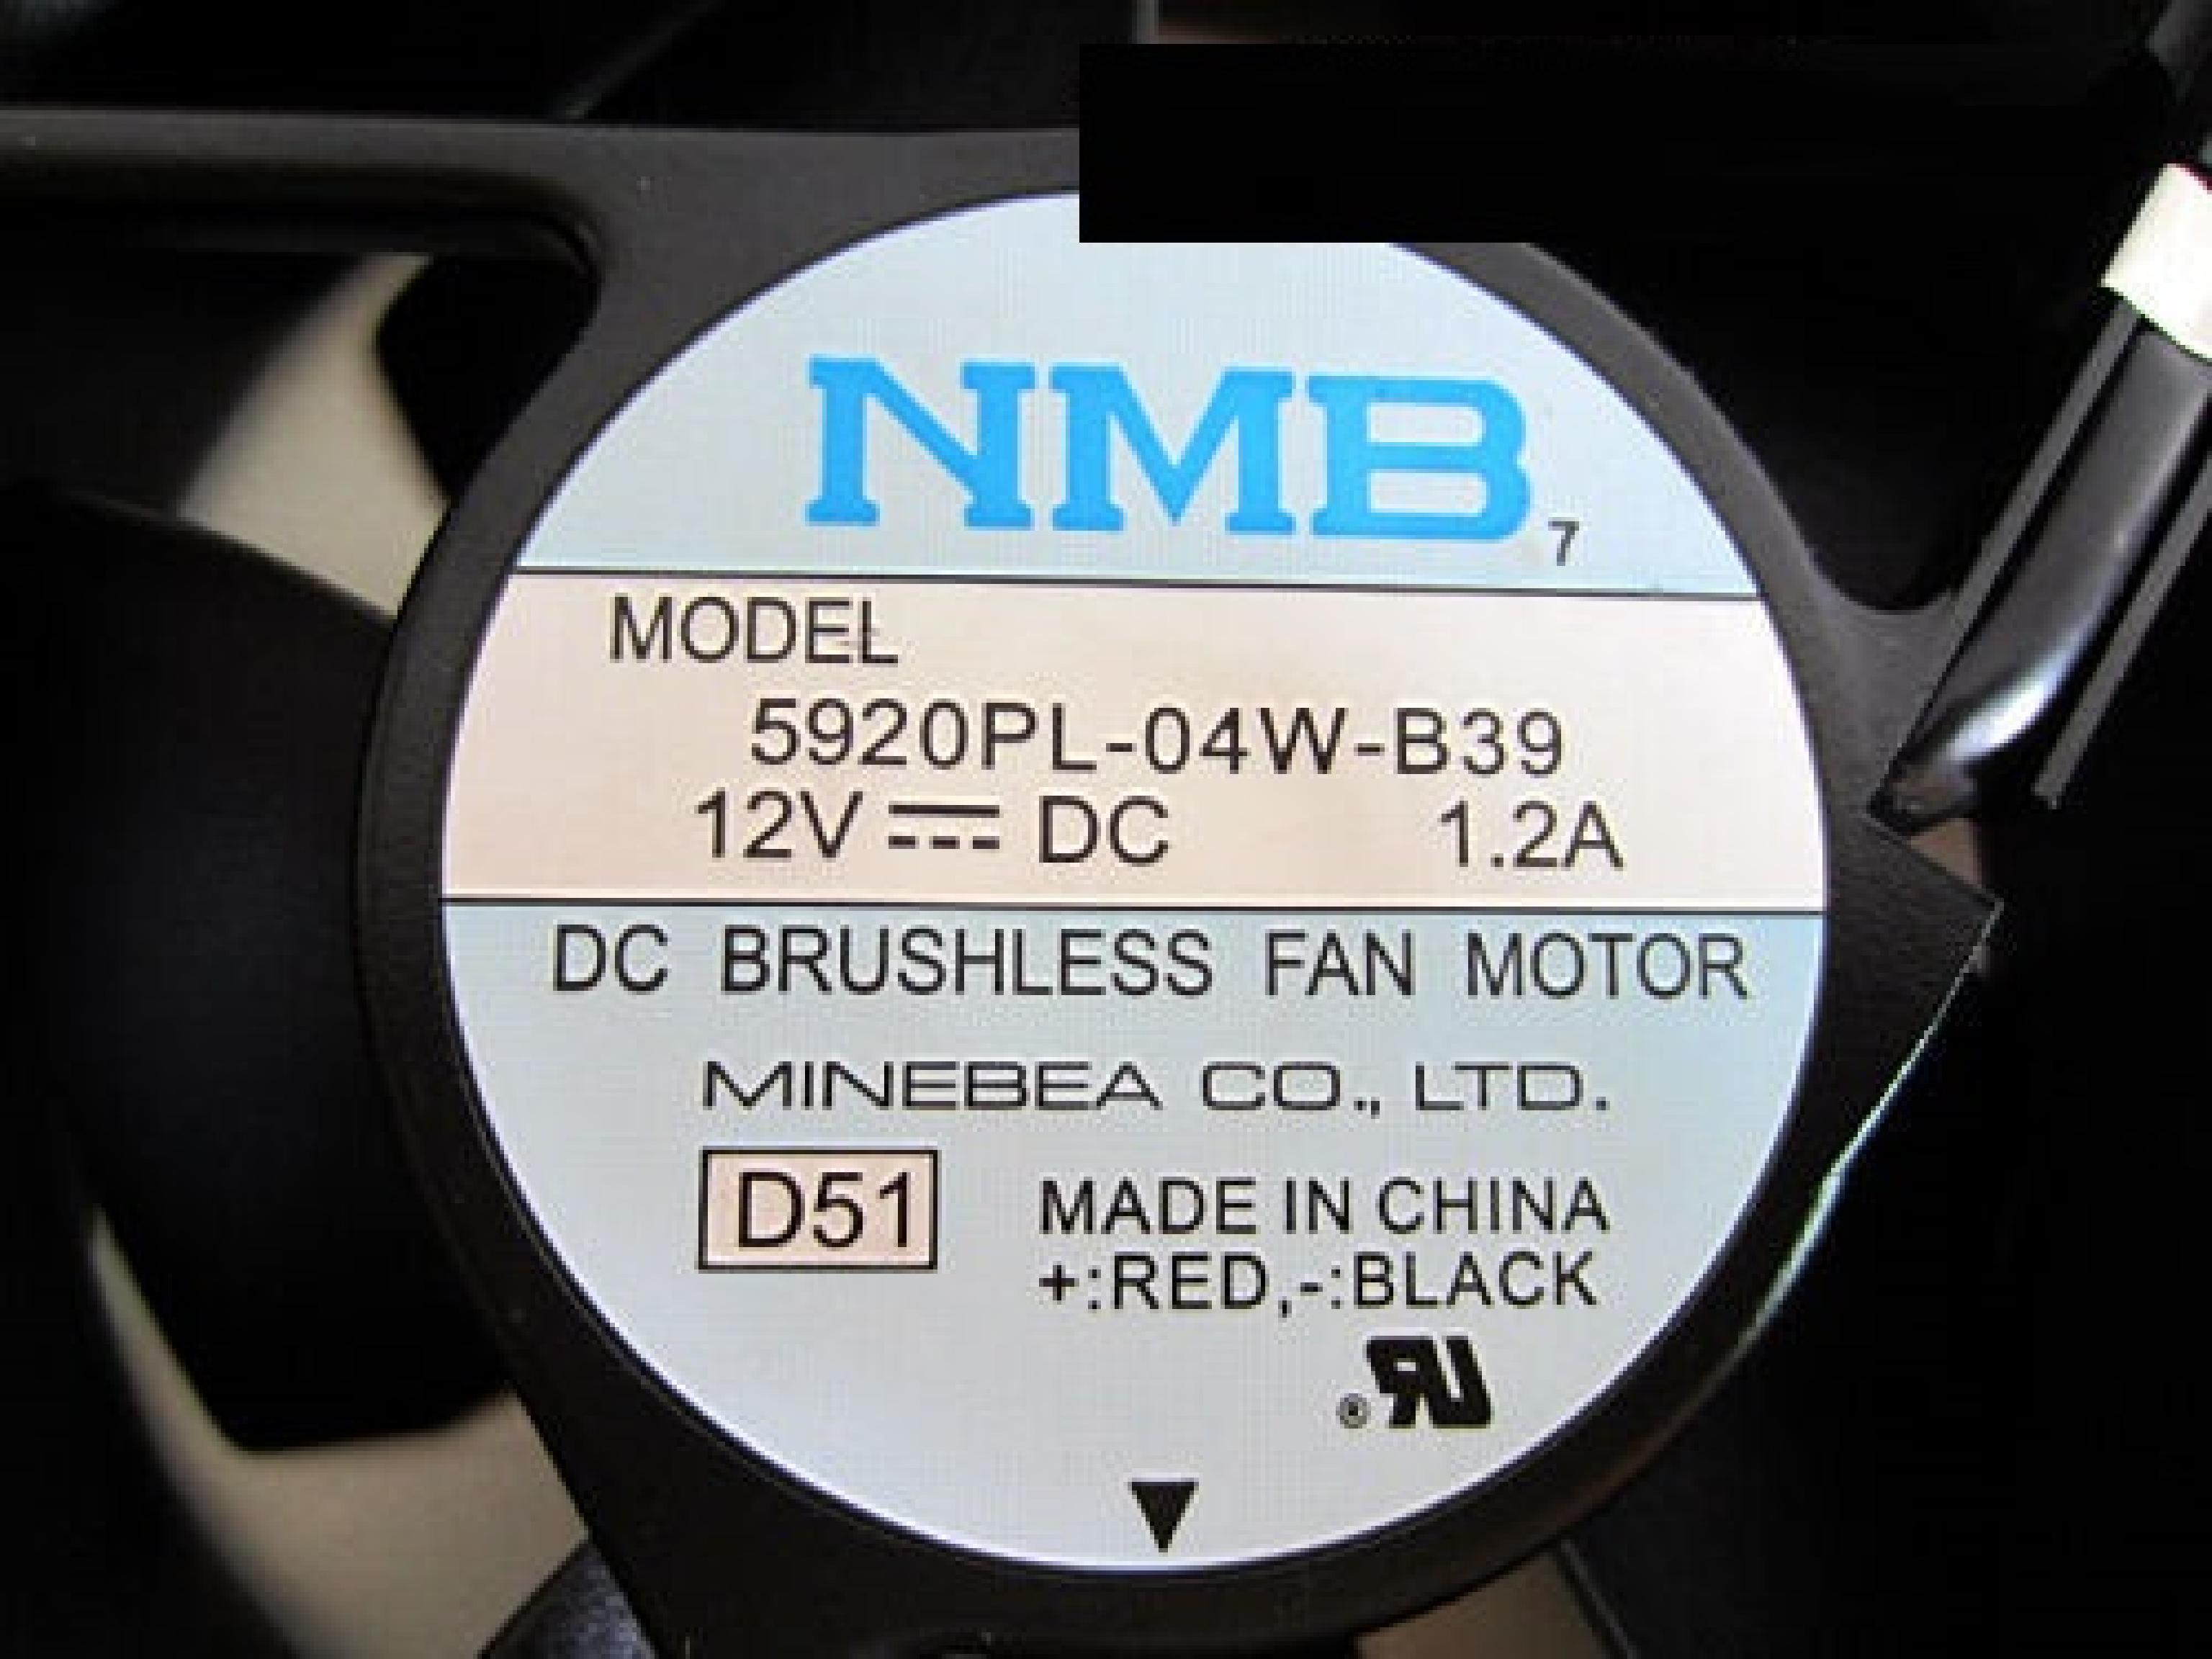 NMB 7
MODEL
5920PL-04W-B39
12V ⎓ DC 1.2A
DC BRUSHLESS FAN MOTOR
MINEBEA CO., LTD.
D51
MADE IN CHINA
+:RED,-:BLACK
®